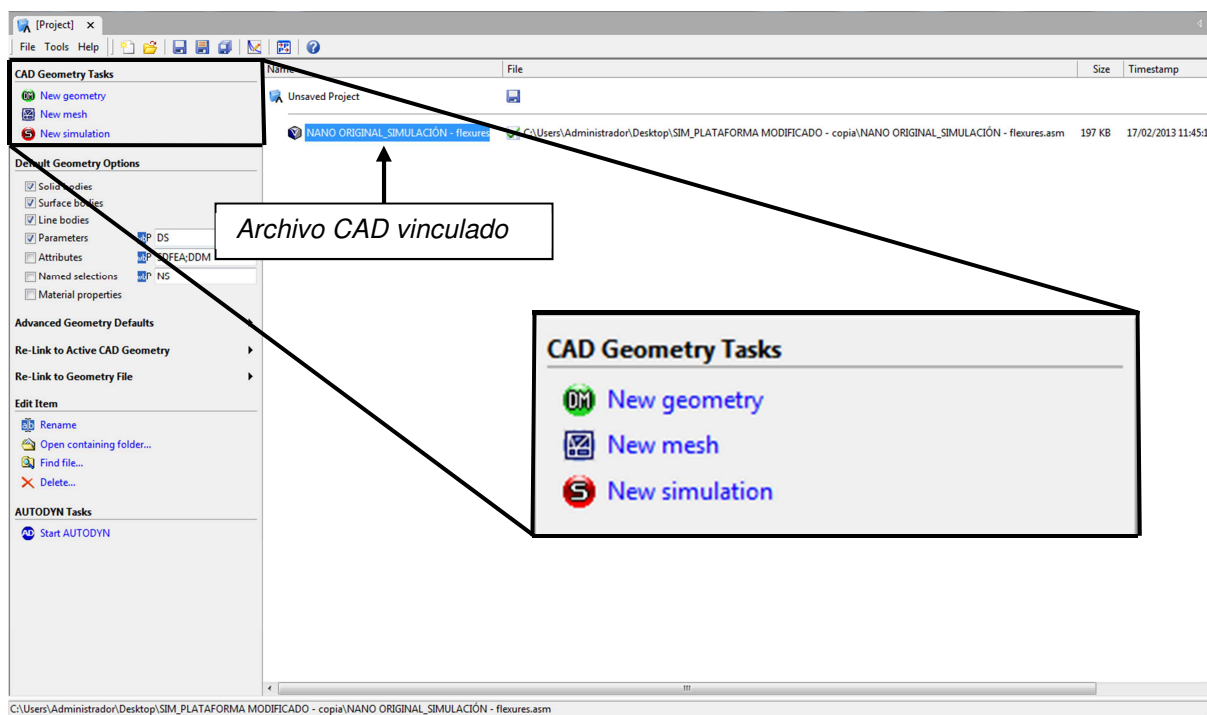 [Project]
File Tools Help
CAD Geometry Tasks
New geometry
New mesh
New simulation
Default Geometry Options
Solid bodies
Surface bodies
Line bodies
Parameters DS
Attributes SDFEA;DDM
Named selections NS
Material properties
Advanced Geometry Defaults
Re-Link to Active CAD Geometry
Re-Link to Geometry File
Edit Item
Rename
Open containing folder...
Find file...
Delete...
AUTODYN Tasks
Start AUTODYN
Name File Size Timestamp
Unsaved Project
NANO ORIGINAL_SIMULACIÓN - flexures C:\Users\Administrador\Desktop\SIM_PLATAFORMA MODIFICADO - copia\NANO ORIGINAL_SIMULACIÓN - flexures.asm 197 KB 17/02/2013 11:45:1
Archivo CAD vinculado
CAD Geometry Tasks
New geometry
New mesh
New simulation
C:\Users\Administrador\Desktop\SIM_PLATAFORMA MODIFICADO - copia\NANO ORIGINAL_SIMULACIÓN - flexures.asm